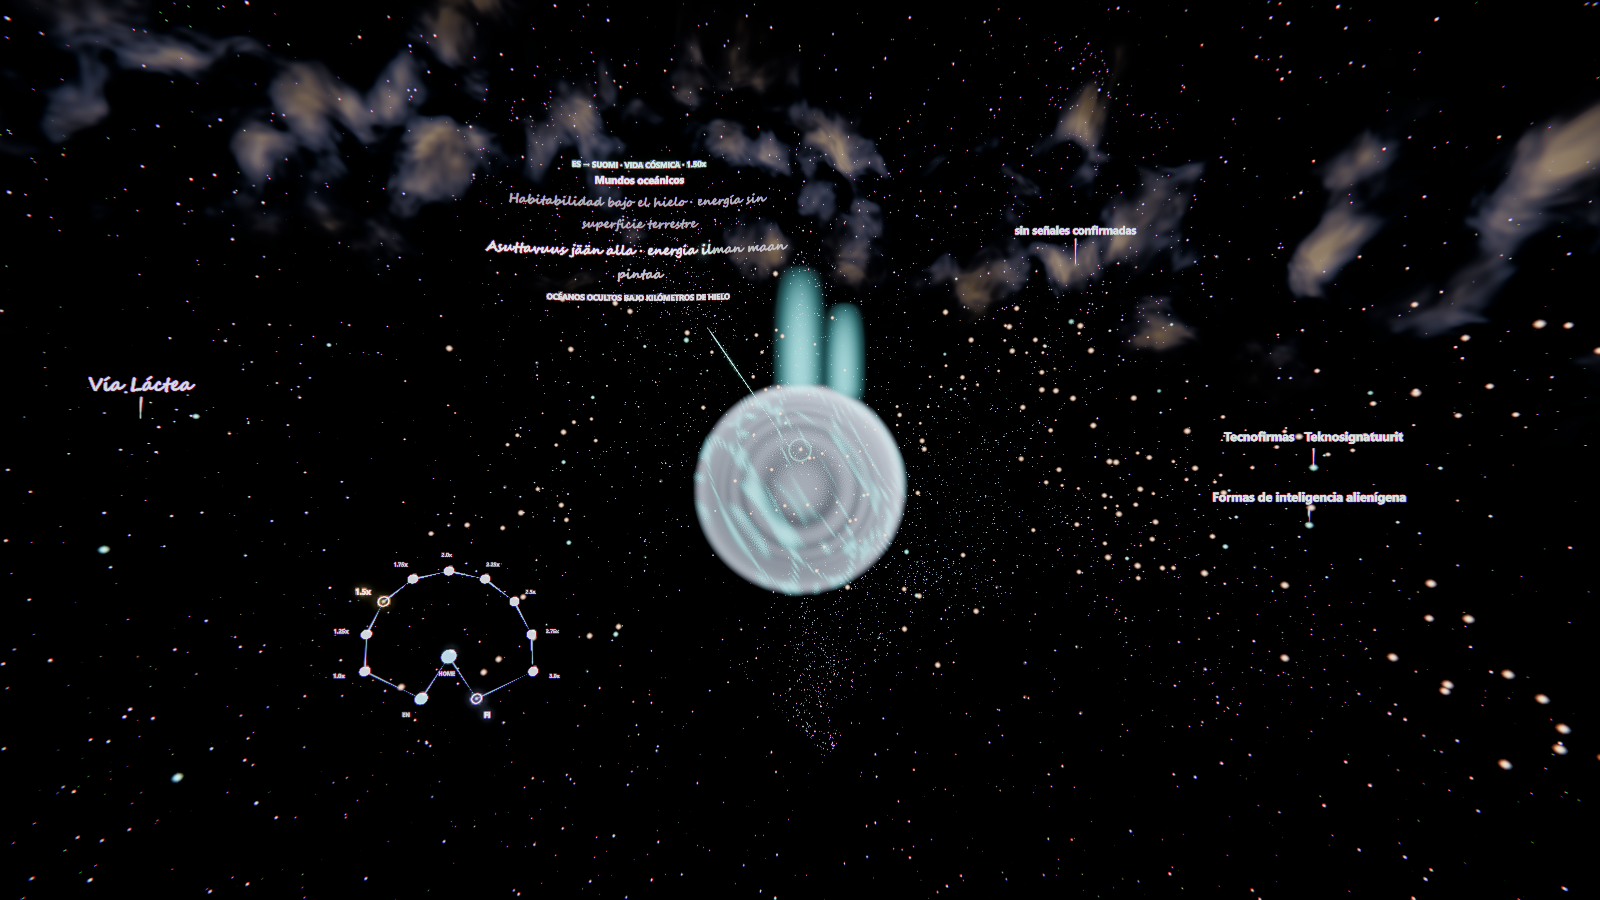 ES — SUOMI · VIDA CÓSMICA · 1.50x
Mundos oceánicos
Habitabilidad bajo el hielo · energía sin
superficie terrestre
Asuttavuus jään alla · energia ilman maan
pintaa
OCÉANOS OCULTOS BAJO KILÓMETROS DE HIELO
sin señales confirmadas
Vía Láctea
Tecnofirmas · Teknosignatuurit
Formas de inteligencia alienígena
2.0x
1.75x
2.25x
1.5x
2.5x
1.25x
2.75x
HOME
1.0x
3.0x
EN
FI